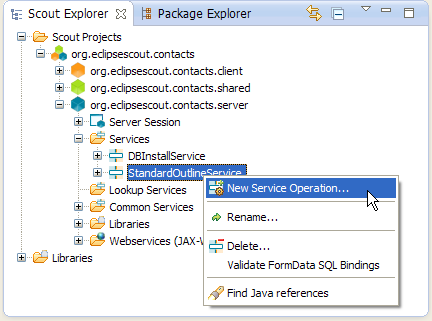 Scout Explorer Package Explorer
Scout Projects
org.eclipsescout.contacts
org.eclipsescout.contacts.client
org.eclipsescout.contacts.shared
org.eclipsescout.contacts.server
Server Session
Services
DBInstallService
StandardOutlineService
New Service Operation...
Lookup Services
Common Services
Rename...
Libraries
Webservices (JAX-W
Delete...
Libraries
Validate FormData SQL Bindings
Find Java references